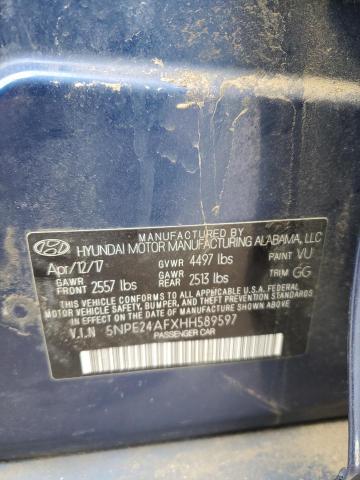 MANUFACTURED BY
HYUNDAI MOTOR MANUFACTURING ALABAMA, LLC
Apr/12/17 GVWR 4497 lbs PAINT VU
GAWR FRONT 2557 lbs GAWR REAR 2513 lbs TRIM GG
THIS VEHICLE CONFORMS TO ALL APPLICABLE U.S. FEDERAL
MOTOR VEHICLE SAFETY, BUMPER, AND THEFT PREVENTION
STANDARDS IN EFFECT ON THE DATE OF MANUFACTURE SHOWN ABOVE.
V.I.N 5NPE24AFXHH589597
PASSENGER CAR